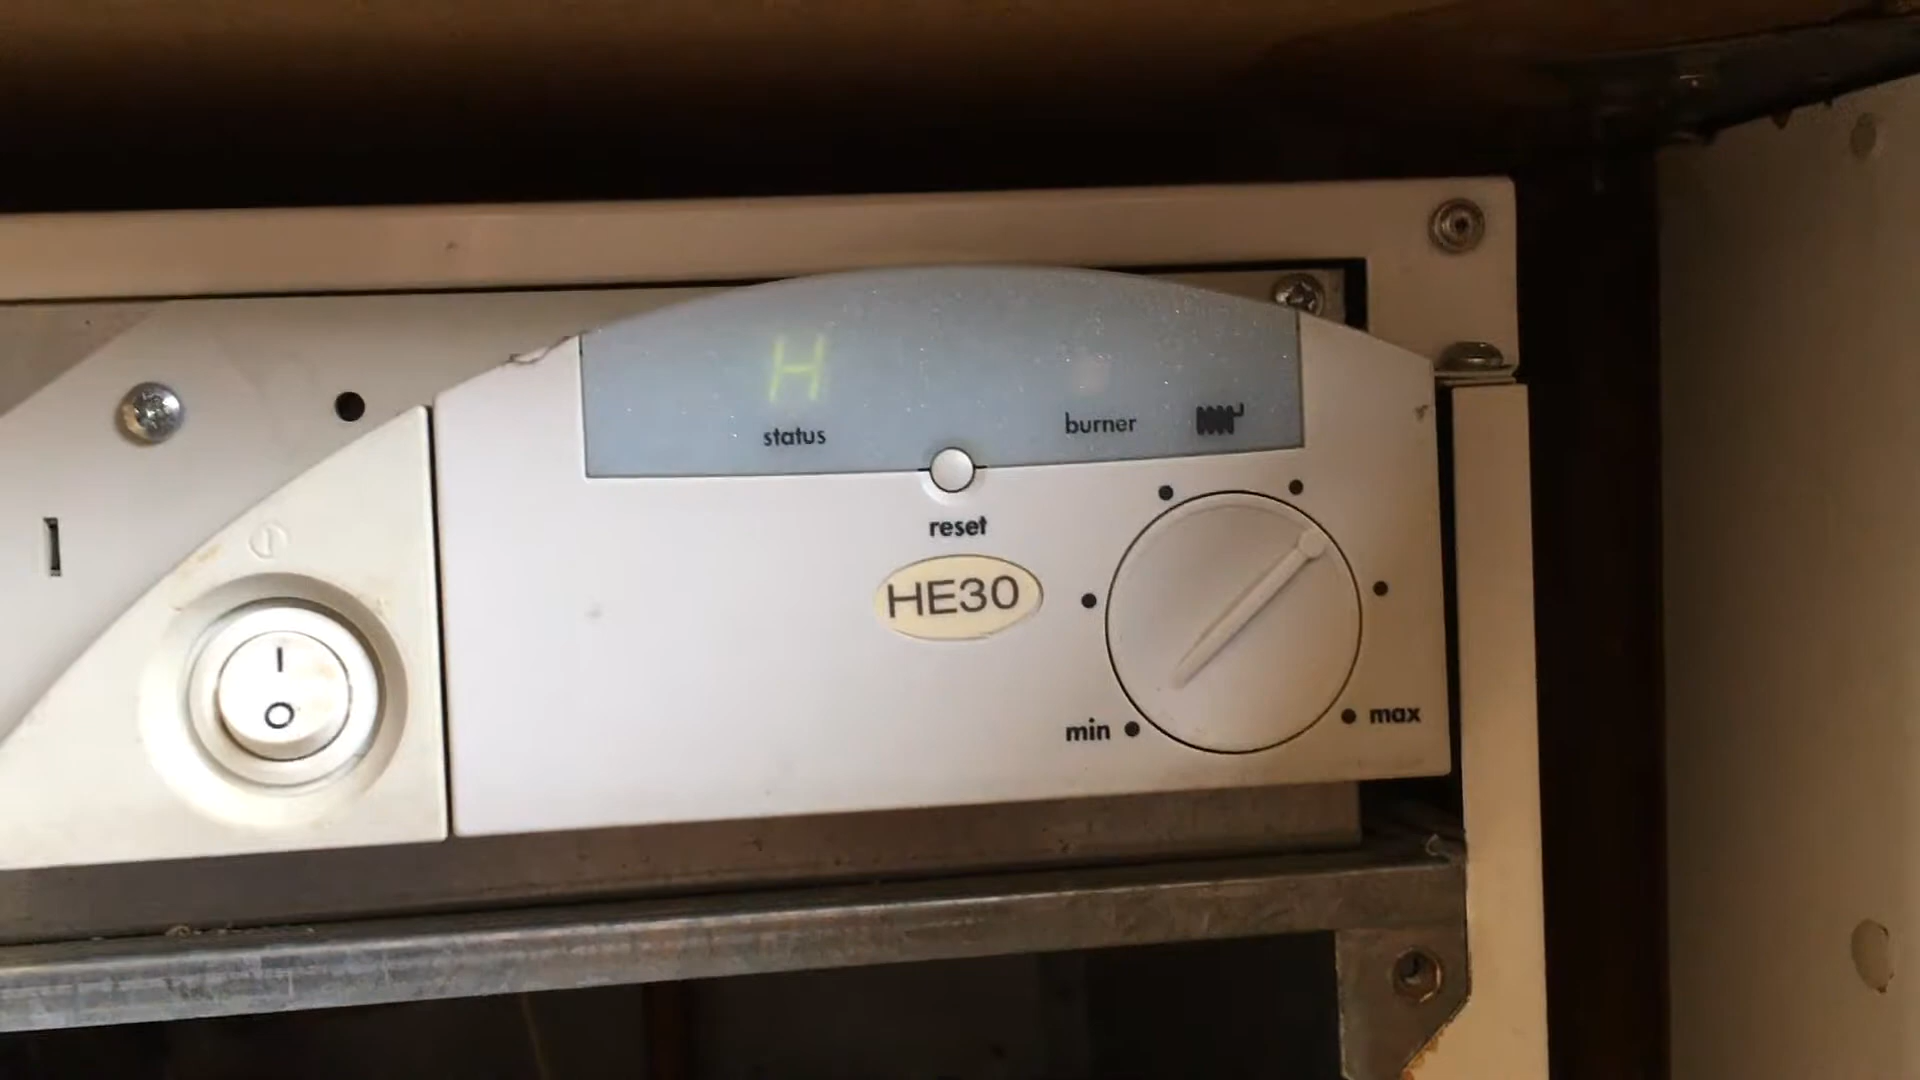 H
status
burner
reset
HE30
I
O
min
max